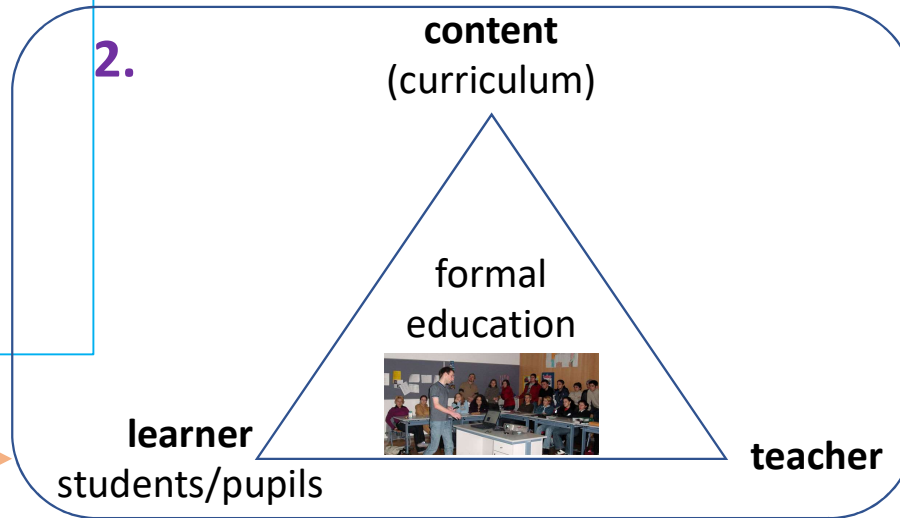 2.
content
(curriculum)
formal
education
learner
students/pupils
teacher